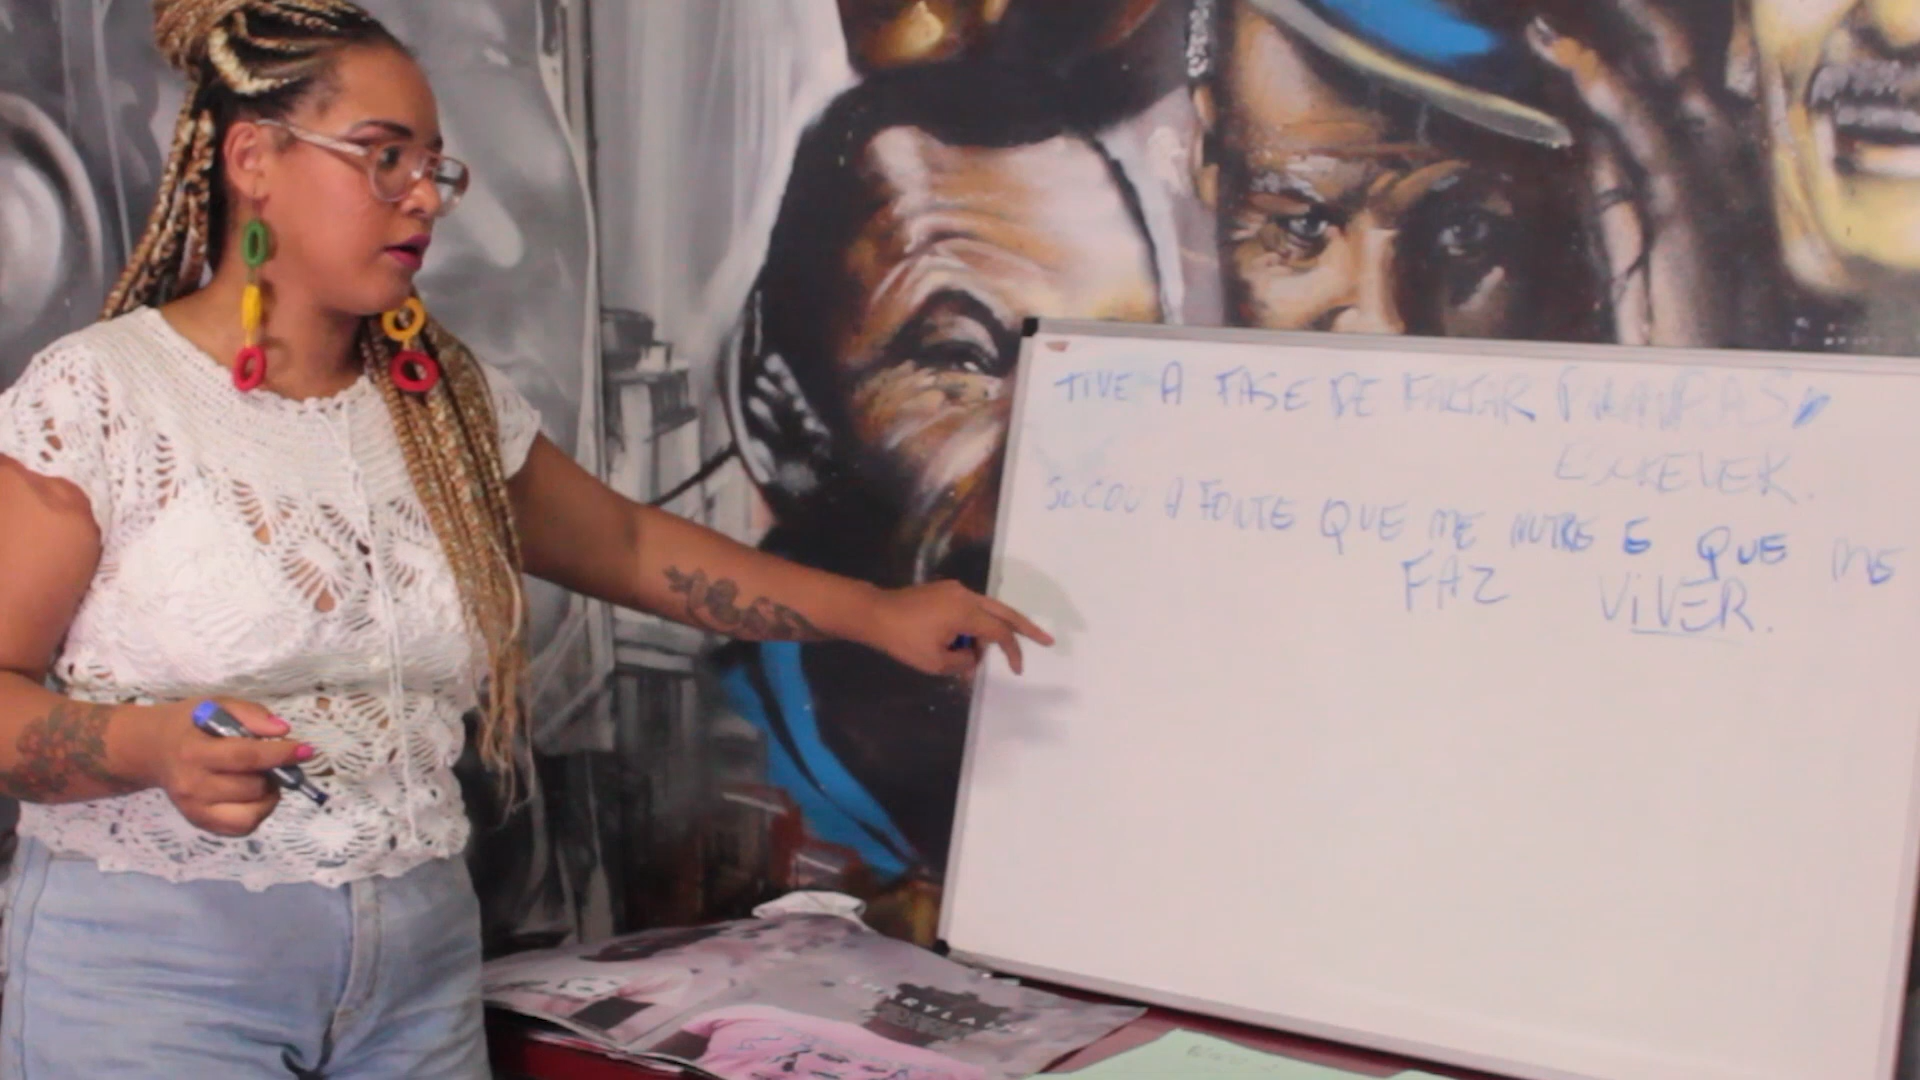 TIVE A FASE DE FALTAR PALAVRAS,
ESCREVER.
SECOU A FONTE QUE ME NUTRE E QUE ME
FAZ VIVER.